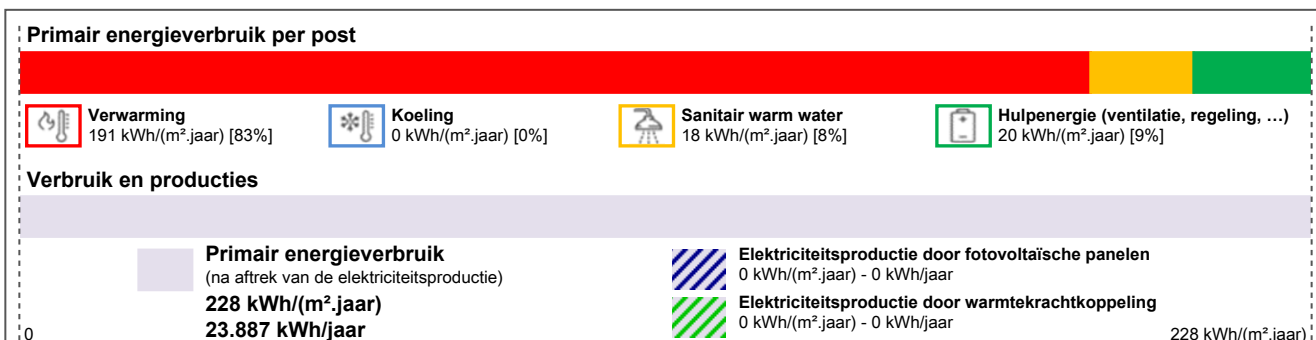 Primair energieverbruik per post
Verwarming
191 kWh/(m².jaar) [83%]
Koeling
0 kWh/(m².jaar) [0%]
Sanitair warm water
18 kWh/(m².jaar) [8%]
Hulpenergie (ventilatie, regeling, …)
20 kWh/(m².jaar) [9%]
Verbruik en producties
Primair energieverbruik
(na aftrek van de elektriciteitsproductie)
228 kWh/(m².jaar)
23.887 kWh/jaar
Elektriciteitsproductie door fotovoltaïsche panelen
0 kWh/(m².jaar) - 0 kWh/jaar
Elektriciteitsproductie door warmtekrachtkoppeling
0 kWh/(m².jaar) - 0 kWh/jaar
0
228 kWh/(m².jaar)